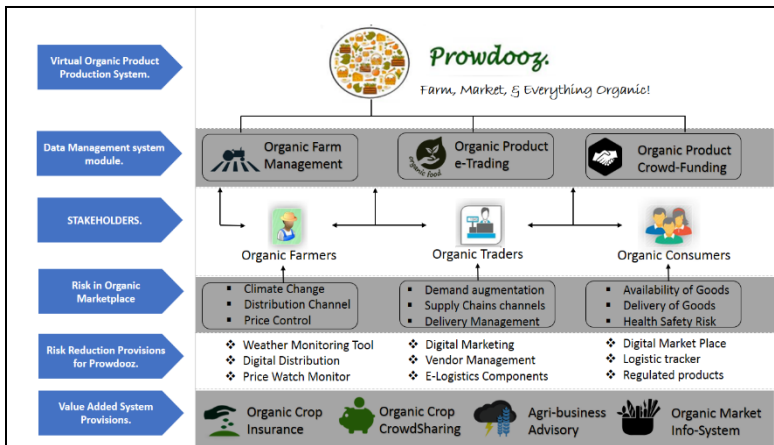 Virtual Organic Product
Production System.
Prowdooz.
Farm, Market, & Everything Organic!
Data Management system
module.
Organic Farm
Management
organic food
Organic Product
e-Trading
Organic Product
Crowd-Funding
STAKEHOLDERS.
Organic Farmers
Organic Traders
Organic Consumers
Risk in Organic
Marketplace
▪ Climate Change
▪ Distribution Channel
▪ Price Control
▪ Demand augmentation
▪ Supply Chains channels
▪ Delivery Management
▪ Availability of Goods
▪ Delivery of Goods
▪ Health Safety Risk
Risk Reduction Provisions
for Prowdooz.
❖ Weather Monitoring Tool
❖ Digital Distribution
❖ Price Watch Monitor
❖ Digital Marketing
❖ Vendor Management
❖ E-Logistics Components
❖ Digital Market Place
❖ Logistic tracker
❖ Regulated products
Value Added System
Provisions.
Organic Crop
Insurance
Organic Crop
CrowdSharing
Agri-business
Advisory
Organic Market
Info-System